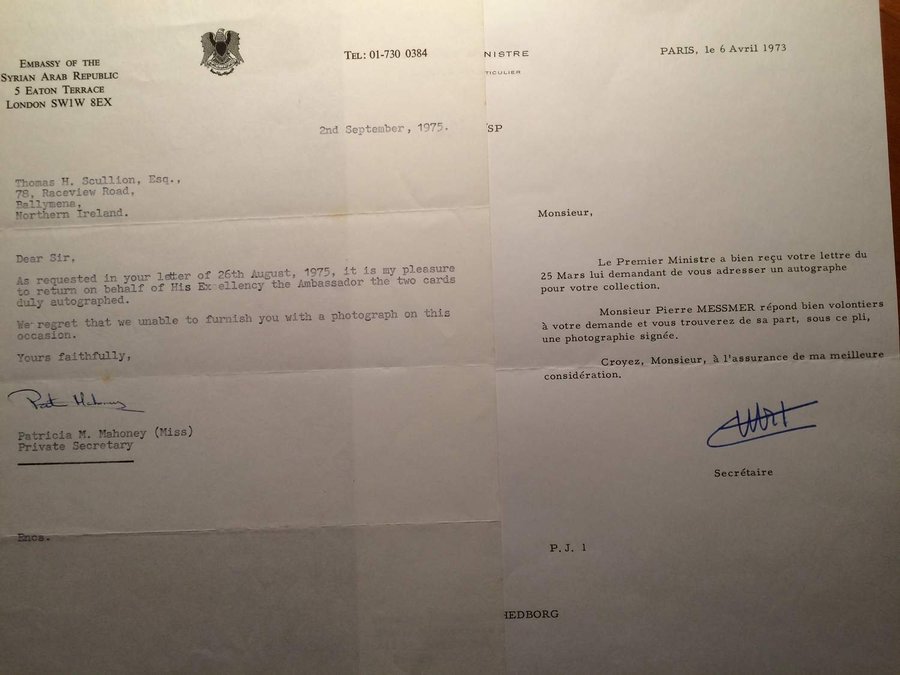 EMBASSY OF THE
SYRIAN ARAB REPUBLIC
5 EATON TERRACE
LONDON SW1W 8EX
TEL: 01-730 0384
2nd September, 1975.
Thomas H. Scullion, Esq.,
78, Raceview Road,
Ballymena,
Northern Ireland.
Dear Sir,
As requested in your letter of 26th August, 1975, it is my pleasure
to return on behalf of His Excellency the Ambassador the two cards
duly autographed.
We regret that we unable to furnish you with a photograph on this
occasion.
Yours faithfully,
Patricia M. Mahoney (Miss)
Private Secretary
Encs.
NISTRE
TICULIER
PARIS, le 6 Avril 1973
/SP
Monsieur,
Le Premier Ministre a bien reçu votre lettre du
25 Mars lui demandant de vous adresser un autographe
pour votre collection.
Monsieur Pierre MESSMER répond bien volontiers
à votre demande et vous trouverez de sa part, sous ce pli,
une photographie signée.
Croyez, Monsieur, à l'assurance de ma meilleure
considération.
Secrétaire
P.J. 1
HEDBORG